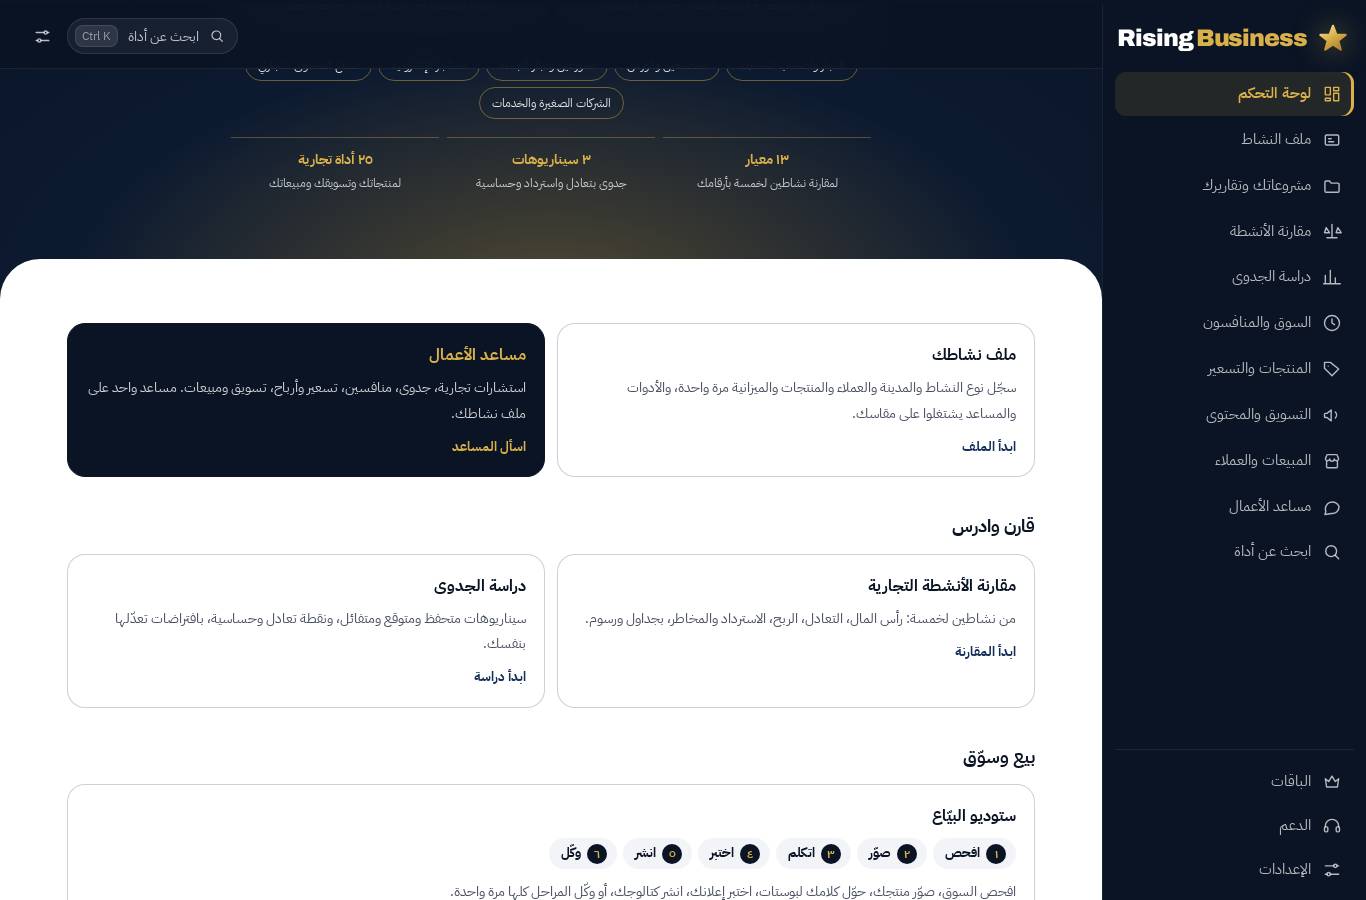 Rising Business
لوحة التحكم
ملف النشاط
مشروعاتك وتقاريرك
مقارنة الأنشطة
دراسة الجدوى
السوق والمنافسون
المنتجات والتسعير
التسويق والمحتوى
المبيعات والعملاء
مساعد الأعمال
ابحث عن أداة
الباقات
الدعم
الإعدادات
ابحث عن أداة Ctrl K
الشركات الصغيرة والخدمات
١٣ معيار
لمقارنة نشاطين لخمسة بأرقامك
٣ سيناريوهات
جدوى بتعادل واسترداد وحساسية
٢٥ أداة تجارية
لمنتجاتك وتسويقك ومبيعاتك
ملف نشاطك
سجّل نوع النشاط والمدينة والعملاء والمنتجات والميزانية مرة واحدة، والأدوات
والمساعد يشتغلوا على مقاسك.
ابدأ الملف
مساعد الأعمال
استشارات تجارية، جدوى، منافسين، تسعير وأرباح، تسويق ومبيعات. مساعد واحد على
ملف نشاطك.
اسأل المساعد
قارن وادرس
مقارنة الأنشطة التجارية
من نشاطين لخمسة: رأس المال، التعادل, الربح، الاسترداد والمخاطر، بجداول ورسوم.
ابدأ المقارنة
دراسة الجدوى
سيناريوهات متحفظ ومتوقع ومتفائل، ونقطة تعادل وحساسية، بافتراضات تعدّلها
بنفسك.
ابدأ دراسة
بيع وسوّق
ستوديو البيّاع
١ افحص ٢ صوّر ٣ اتكلم ٤ اختبر ٥ انشر ٦ وكّل
افحص السوق، صوّر منتجك، حوّل كلامك لبوستات، اختبر إعلانك، انشر كتالوجك، أو وكّل المراحل كلها مرة واحدة.